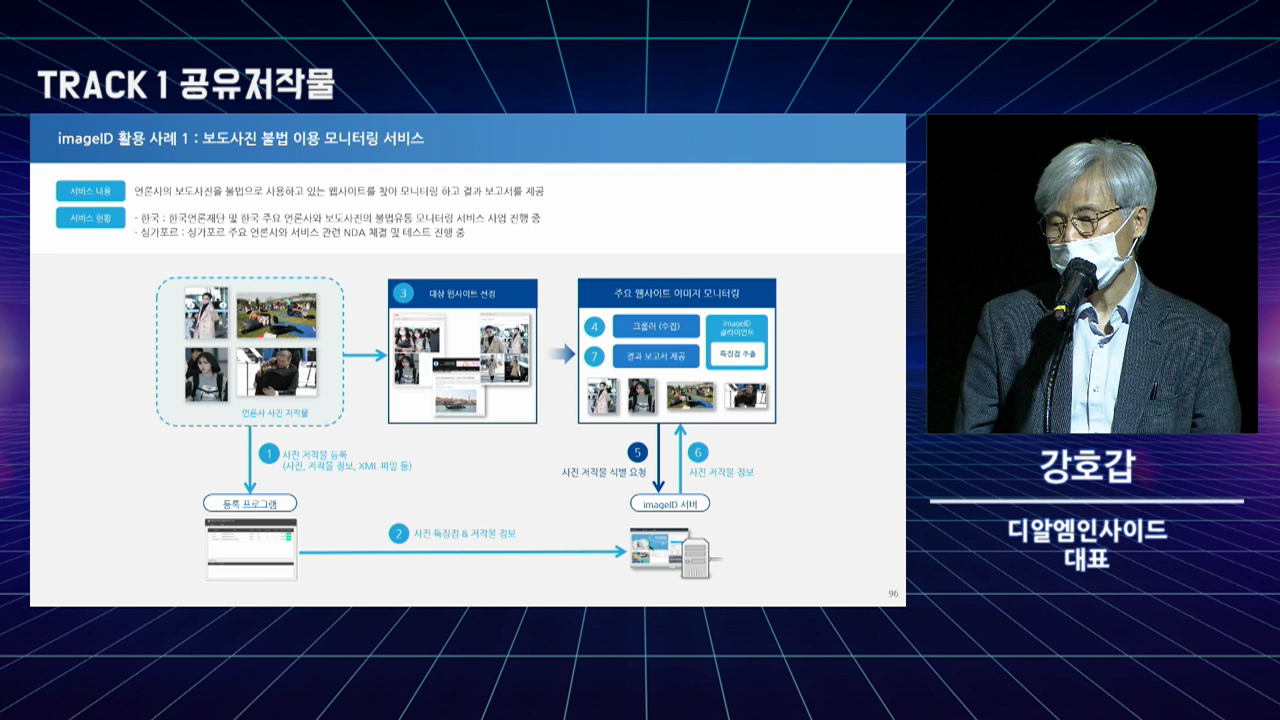 TRACK 1 공유저작물
imageID 활용 사례 1 : 보도사진 불법 이용 모니터링 서비스
서비스 내용
언론사의 보도사진을 불법으로 사용하고 있는 웹사이트를 찾아 모니터링 하고 결과 보고서를 제공
서비스 현황
- 한국 : 한국언론재단 및 한국 주요 언론사와 보도사진의 불법유통 모니터링 서비스 사업 진행 중
- 싱가포르 : 싱가포르 주요 언론사와 서비스 관련 NDA 체결 및 테스트 진행 중
언론사 사진 저작물
3 대상 웹사이트 선정
주요 웹사이트 이미지 모니터링
4 크롤러 (수집)
7 결과 보고서 제공
imageID
클라이언트
특징점 추출
1 사진 저작물 등록
(사진, 저작물 정보, XML 파일 등)
5
사진 저작물 식별 요청
6
사진 저작물 정보
등록 프로그램
imageID 서버
2 사진 특징점 & 저작물 정보
96
강호갑
디알엠인사이드
대표